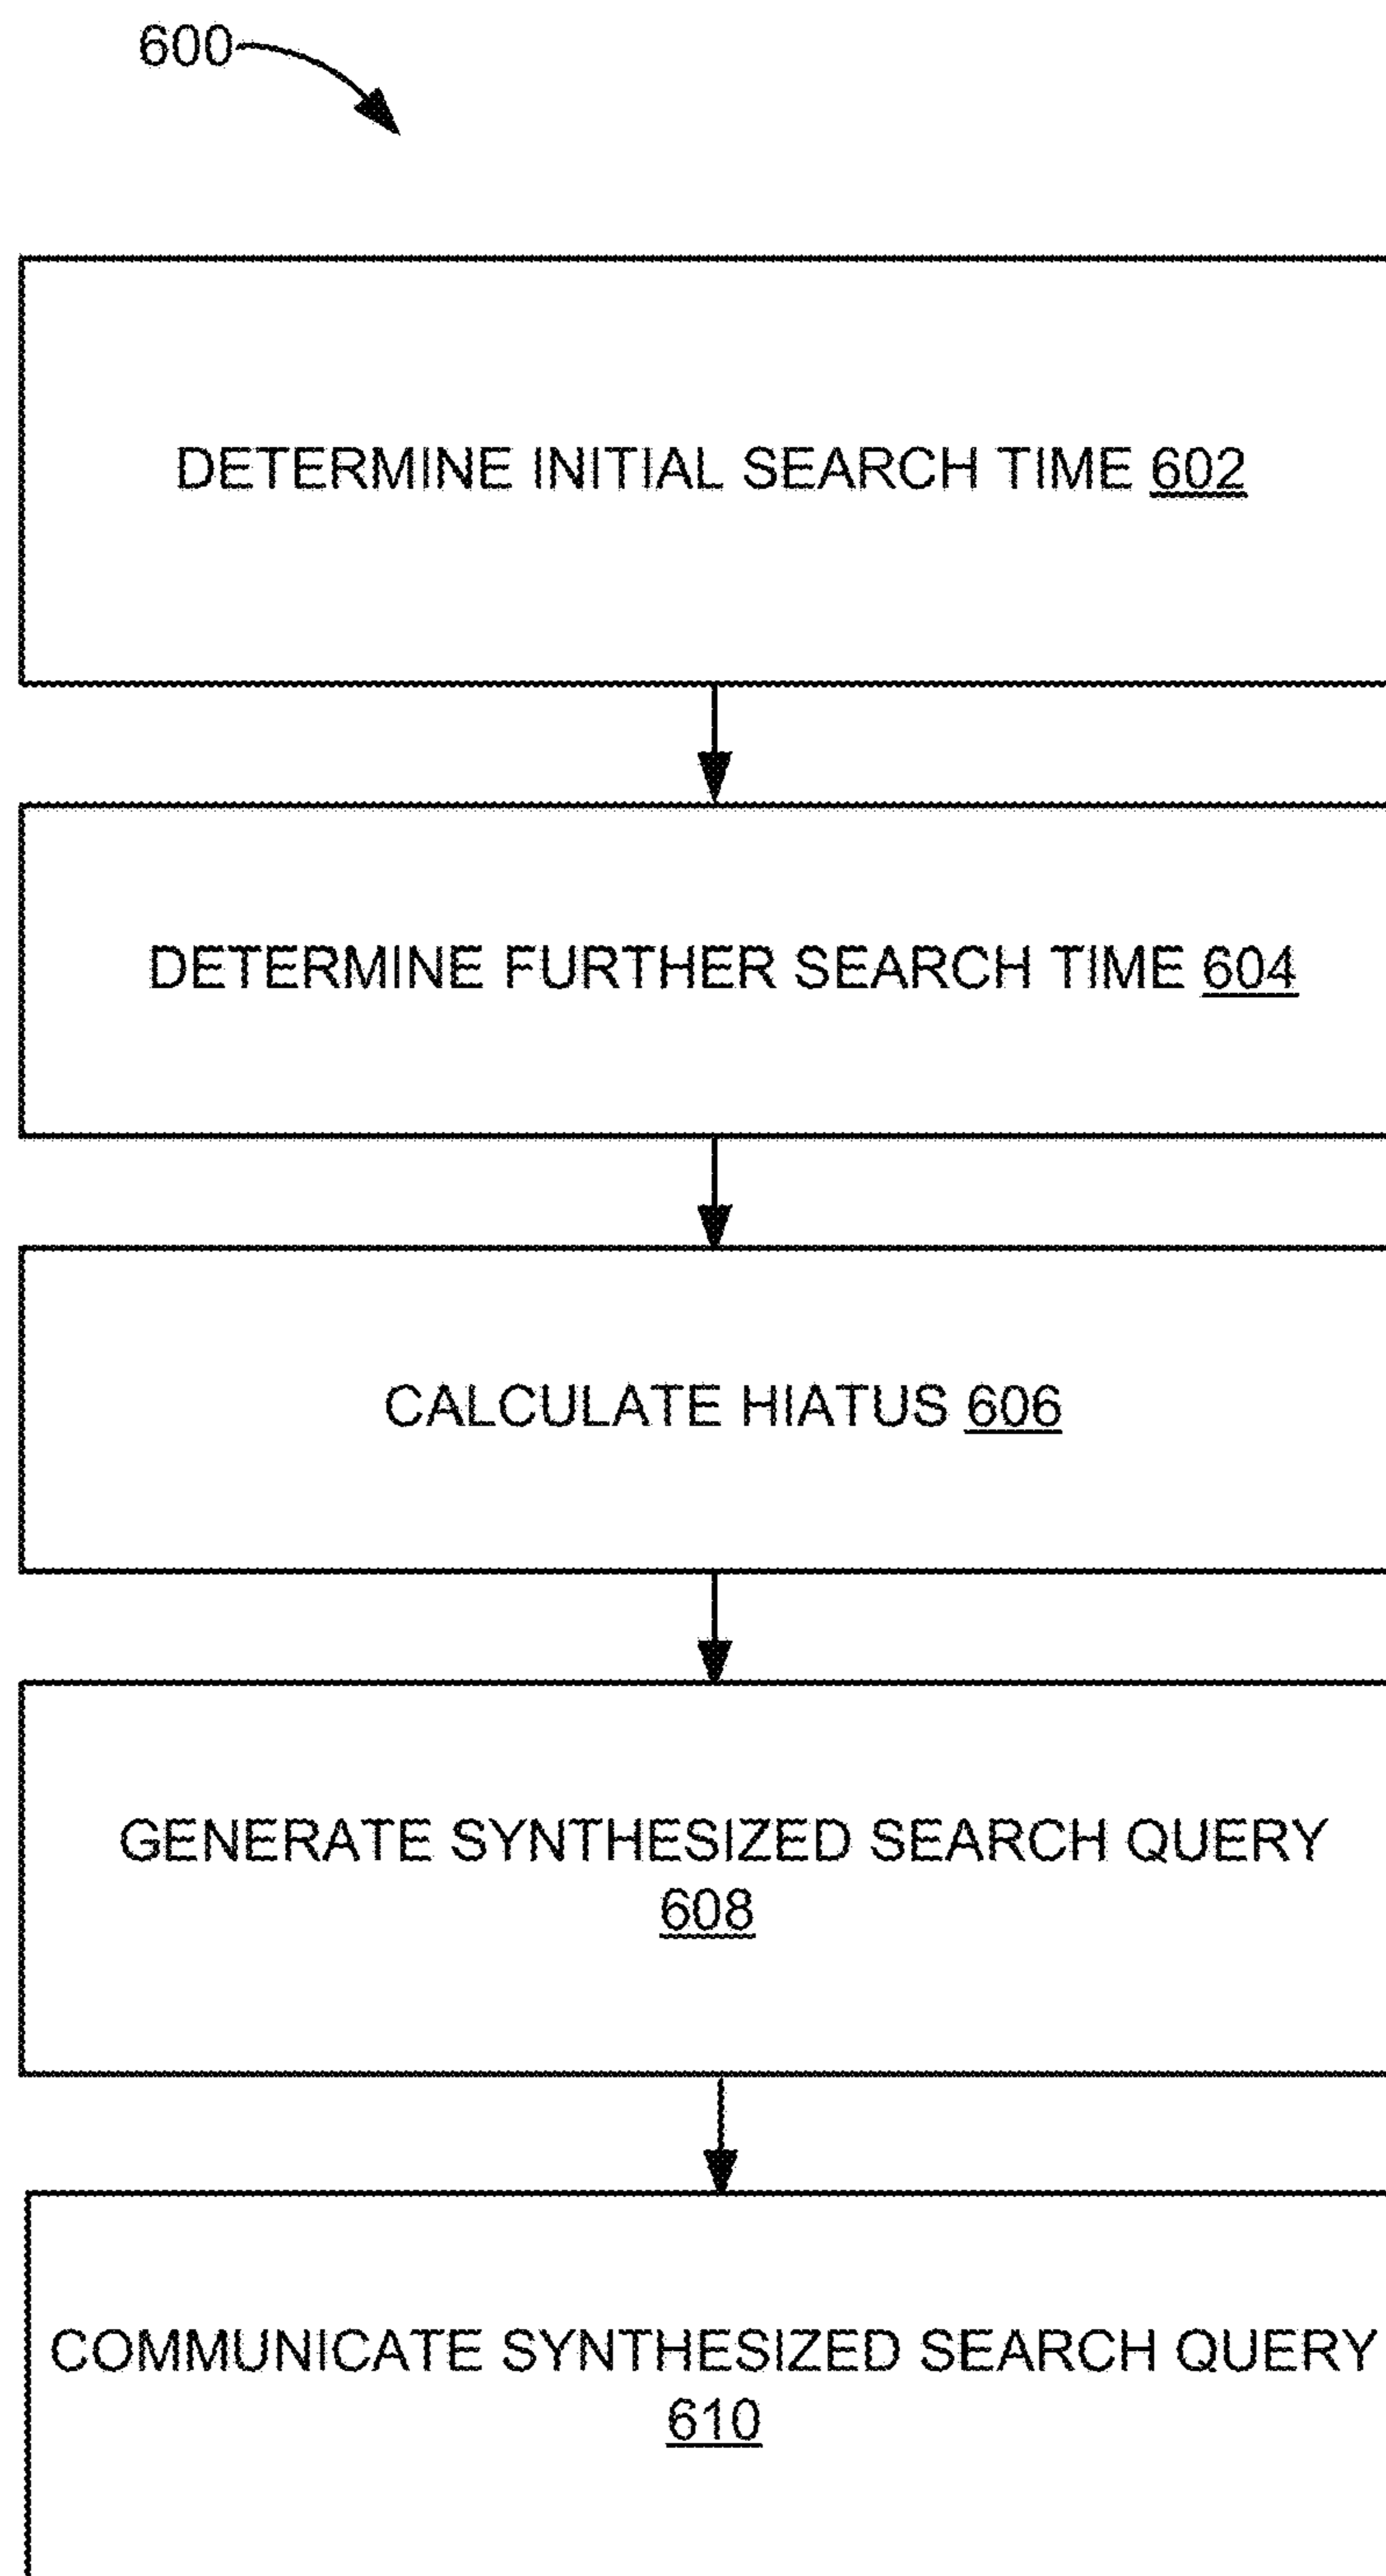 600
DETERMINE INITIAL SEARCH TIME 602
DETERMINE FURTHER SEARCH TIME 604
CALCULATE HIATUS 606
GENERATE SYNTHESIZED SEARCH QUERY
608
COMMUNICATE SYNTHESIZED SEARCH QUERY
610